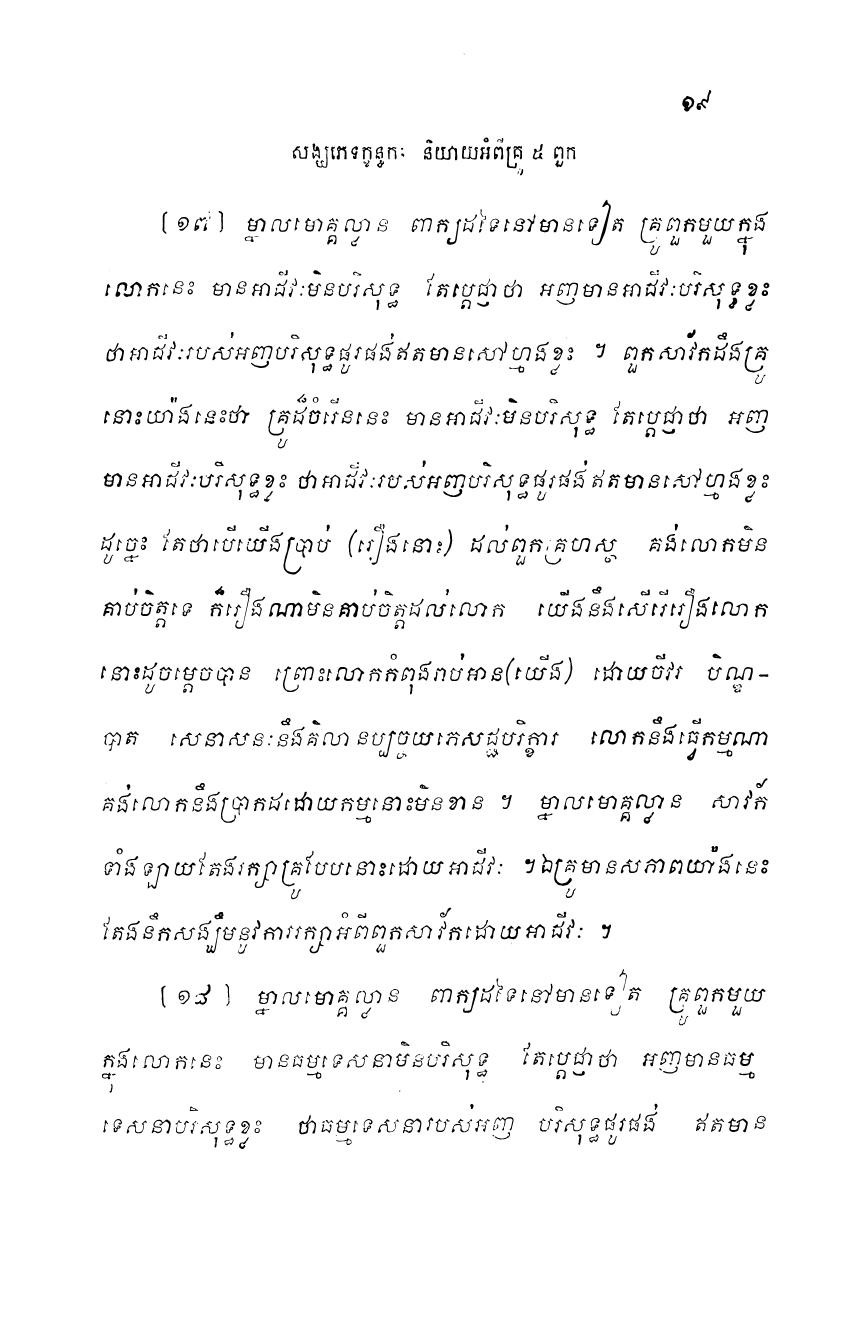 ១៩
សង្ឃភេទក្ខន្ធកៈ និយាយអំពីគ្រូ ៥ ពួក
[១៧] ម្នាលមោគ្គល្លាន ពាក្យដទៃនៅមានទៀត គ្រូពួកមួយក្នុង
លោកនេះ មានអាជីវៈមិនបរិសុទ្ធ តែប្តេជ្ញាថា អញមានអាជីវៈបរិសុទ្ធខ្លះ
ថាអាជីវៈរបស់អញបរិសុទ្ធផូរផង់ឥតមានសៅហ្មងខ្លះ ។ ពួកសាវ័កដឹងគ្រូ
នោះយ៉ាងនេះថា គ្រូដ៏ចំរើននេះ មានអាជីវៈមិនបរិសុទ្ធ តែប្តេជ្ញាថា អញ
មានអាជីវៈបរិសុទ្ធខ្លះ ថាអាជីវៈរបស់អញបរិសុទ្ធផូរផង់ឥតមានសៅហ្មងខ្លះ
ដូច្នេះ តែថាបើយើងប្រាប់ (រឿងនោះ) ដល់ពួកគ្រហស្ថ គង់លោកមិន
គាប់ចិត្តទេ ក៏រឿងណាមិនគាប់ចិត្តដល់លោក យើងនឹងសើរើរឿងលោក
នោះដូចម្តេចបាន ព្រោះលោកកំពុងរាប់អាន(យើង) ដោយចីវរ បិណ្ឌ-
បាត សេនាសនៈនឹងគិលានប្បច្ចយភេសជ្ជបរិក្ខារ លោកនឹងធ្វើកម្មណា
គង់លោកនឹងប្រាកដដោយកម្មនោះមិនខាន ។ ម្នាលមោគ្គល្លាន សាវ័ក
ទាំងឡាយតែងរក្សាគ្រូបែបនោះដោយអាជីវៈ ។ ឯគ្រូមានសភាពយ៉ាងនេះ
តែងនឹកសង្ឃឹមនូវការរក្សាអំពីពួកសាវ័កដោយអាជីវៈ ។
[១៨] ម្នាលមោគ្គល្លាន ពាក្យដទៃនៅមានទៀត គ្រូពួកមួយ
ក្នុងលោកនេះ មានធម្មទេសនាមិនបរិសុទ្ធ តែប្តេជ្ញាថា អញមានធម្ម
ទេសនាបរិសុទ្ធខ្លះ ថាធម្មទេសនារបស់អញ បរិសុទ្ធផូរផង់ ឥតមាន